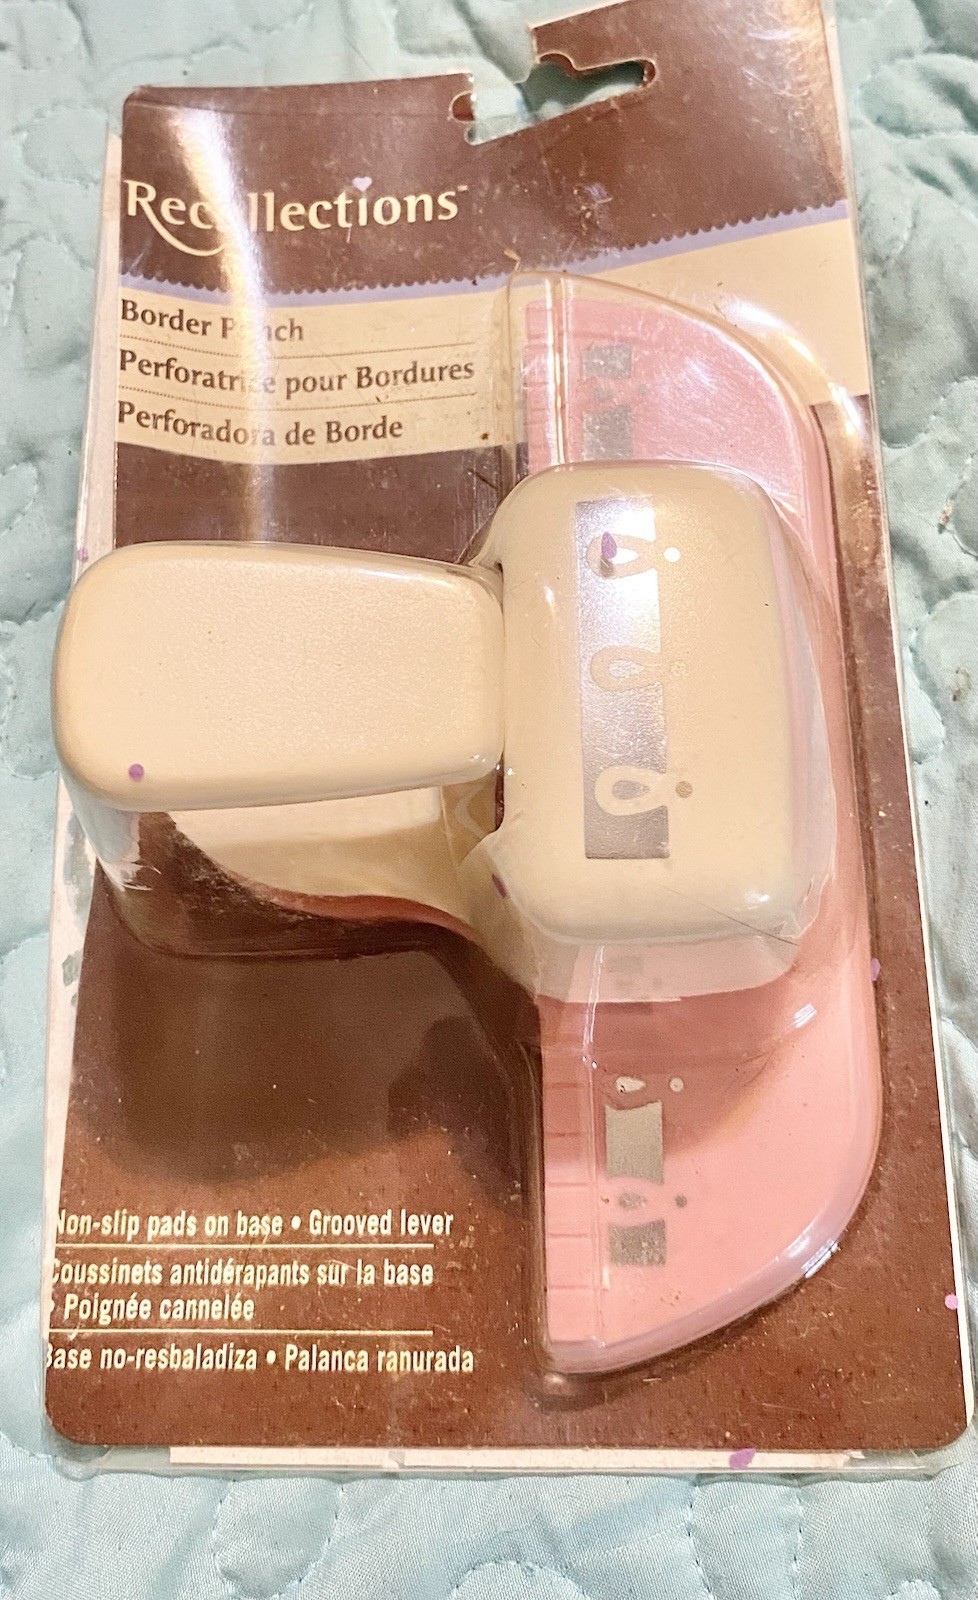 Recollections™
Border Punch
Perforatrice pour Bordures
Perforadora de Borde
Non-slip pads on base • Grooved lever
Coussinets antidérapants sur la base
• Poignée cannelée
Base no-resbaladiza • Palanca ranurada